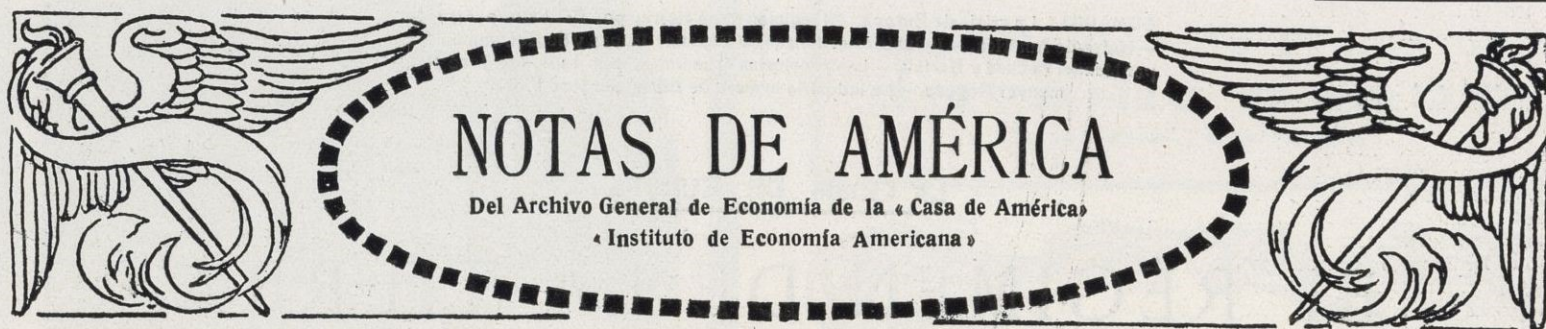 NOTAS DE AMÉRICA
Del Archivo General de Economía de la « Casa de América»
« Instituto de Economía Americana »